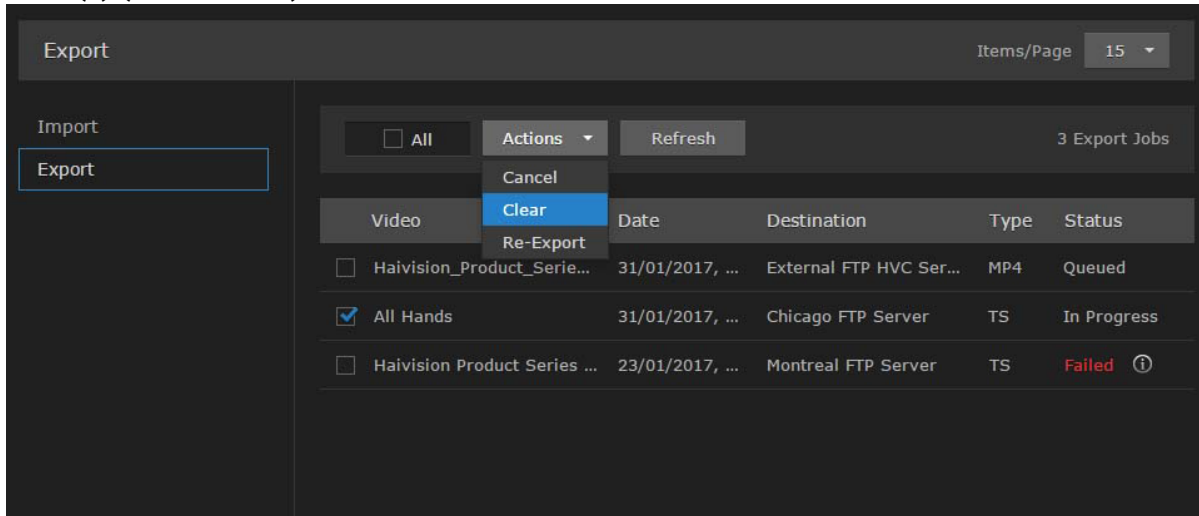 Export Items/Page 15
Import
Export
All Actions Refresh 3 Export Jobs
Cancel
Clear
Re-Export
Video Date Destination Type Status
Haivision_Product_Serie... 31/01/2017, ... External FTP HVC Ser... MP4 Queued
All Hands 31/01/2017, ... Chicago FTP Server TS In Progress
Haivision Product Series ... 23/01/2017, ... Montreal FTP Server TS Failed